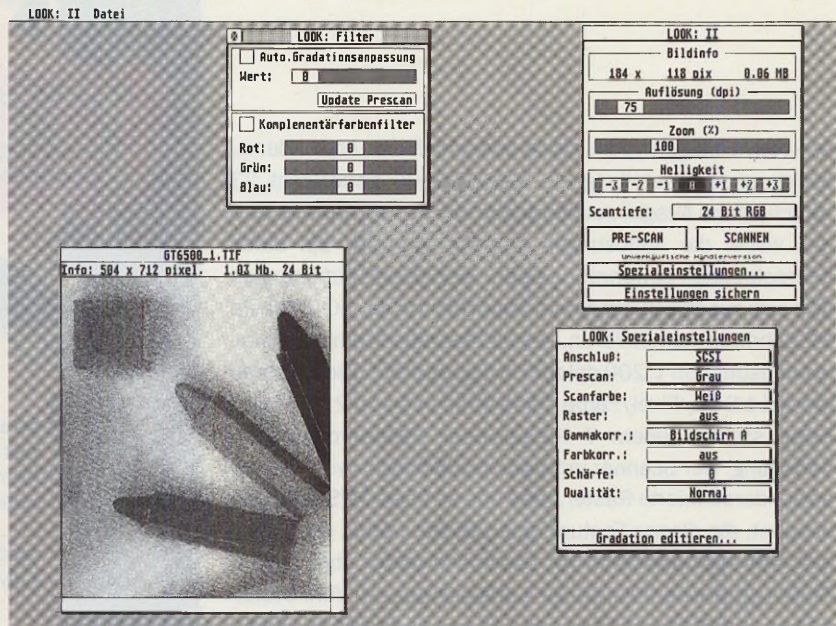 LOOK: II Datei
LOOK: Filter
Auto.Gradationsanpassung
Wert: 0
Update Prescan
Komplementärfarbenfilter
Rot: 0
Grün: 0
Blau: 0
LOOK: II
Bildinfo
184 x 118 pix 0.06 MB
Auflösung (dpi)
75
Zoom (%)
100
Helligkeit
-3 -2 -1 0 +1 +2 +3
Scantiefe: 24 Bit RGB
PRE-SCAN SCANNEN
Unverkäufliche Händlerversion
Spezialeinstellungen...
Einstellungen sichern
GT6500_1.TIF
Info: 504 x 712 pixel. 1.03 Mb. 24 Bit
LOOK: Spezialeinstellungen
Anschluß: SCSI
Prescan: Grau
Scanfarbe: Weiß
Raster: aus
Gammakorr.: Bildschirm A
Farbkorr.: aus
Schärfe: 0
Qualität: Normal
Gradation editieren...